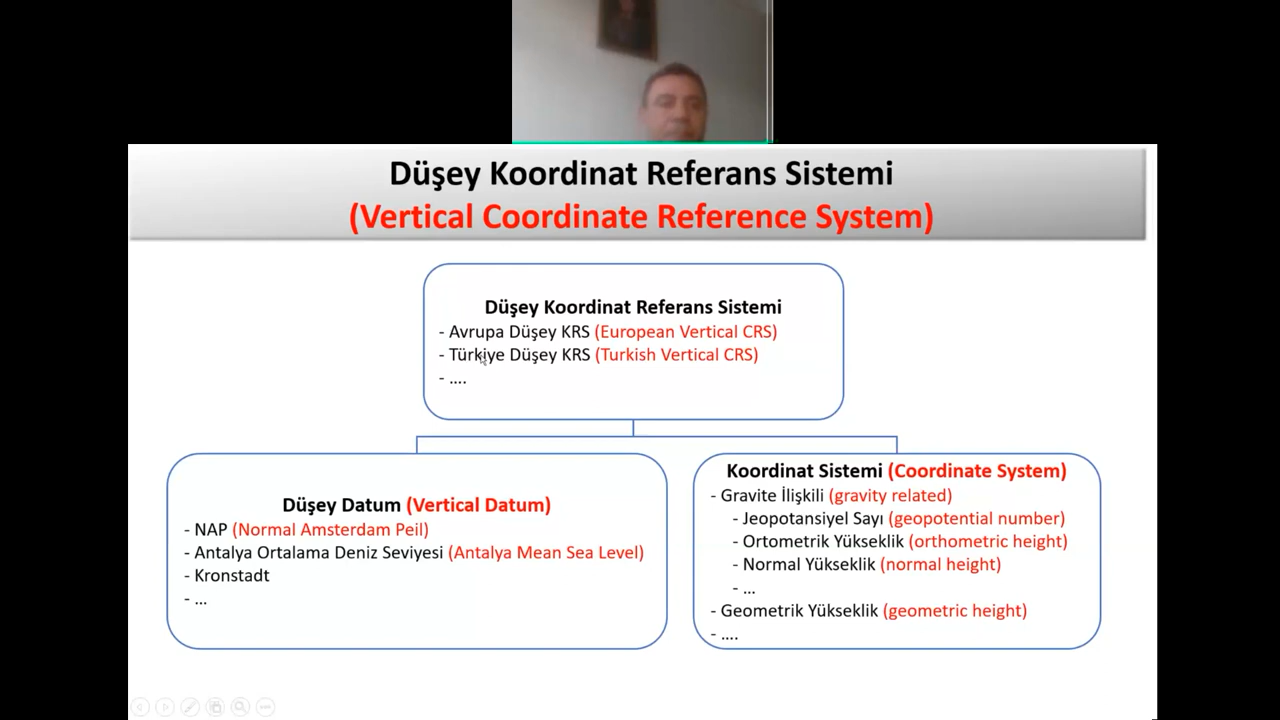 Düşey Koordinat Referans Sistemi
(Vertical Coordinate Reference System)
Düşey Koordinat Referans Sistemi
- Avrupa Düşey KRS (European Vertical CRS)
- Türkiye Düşey KRS (Turkish Vertical CRS)
- ....
Düşey Datum (Vertical Datum)
- NAP (Normal Amsterdam Peil)
- Antalya Ortalama Deniz Seviyesi (Antalya Mean Sea Level)
- Kronstadt
- ...
Koordinat Sistemi (Coordinate System)
- Gravite İlişkili (gravity related)
- Jeopotansiyel Sayı (geopotential number)
- Ortometrik Yükseklik (orthometric height)
- Normal Yükseklik (normal height)
- ...
- Geometrik Yükseklik (geometric height)
- ....